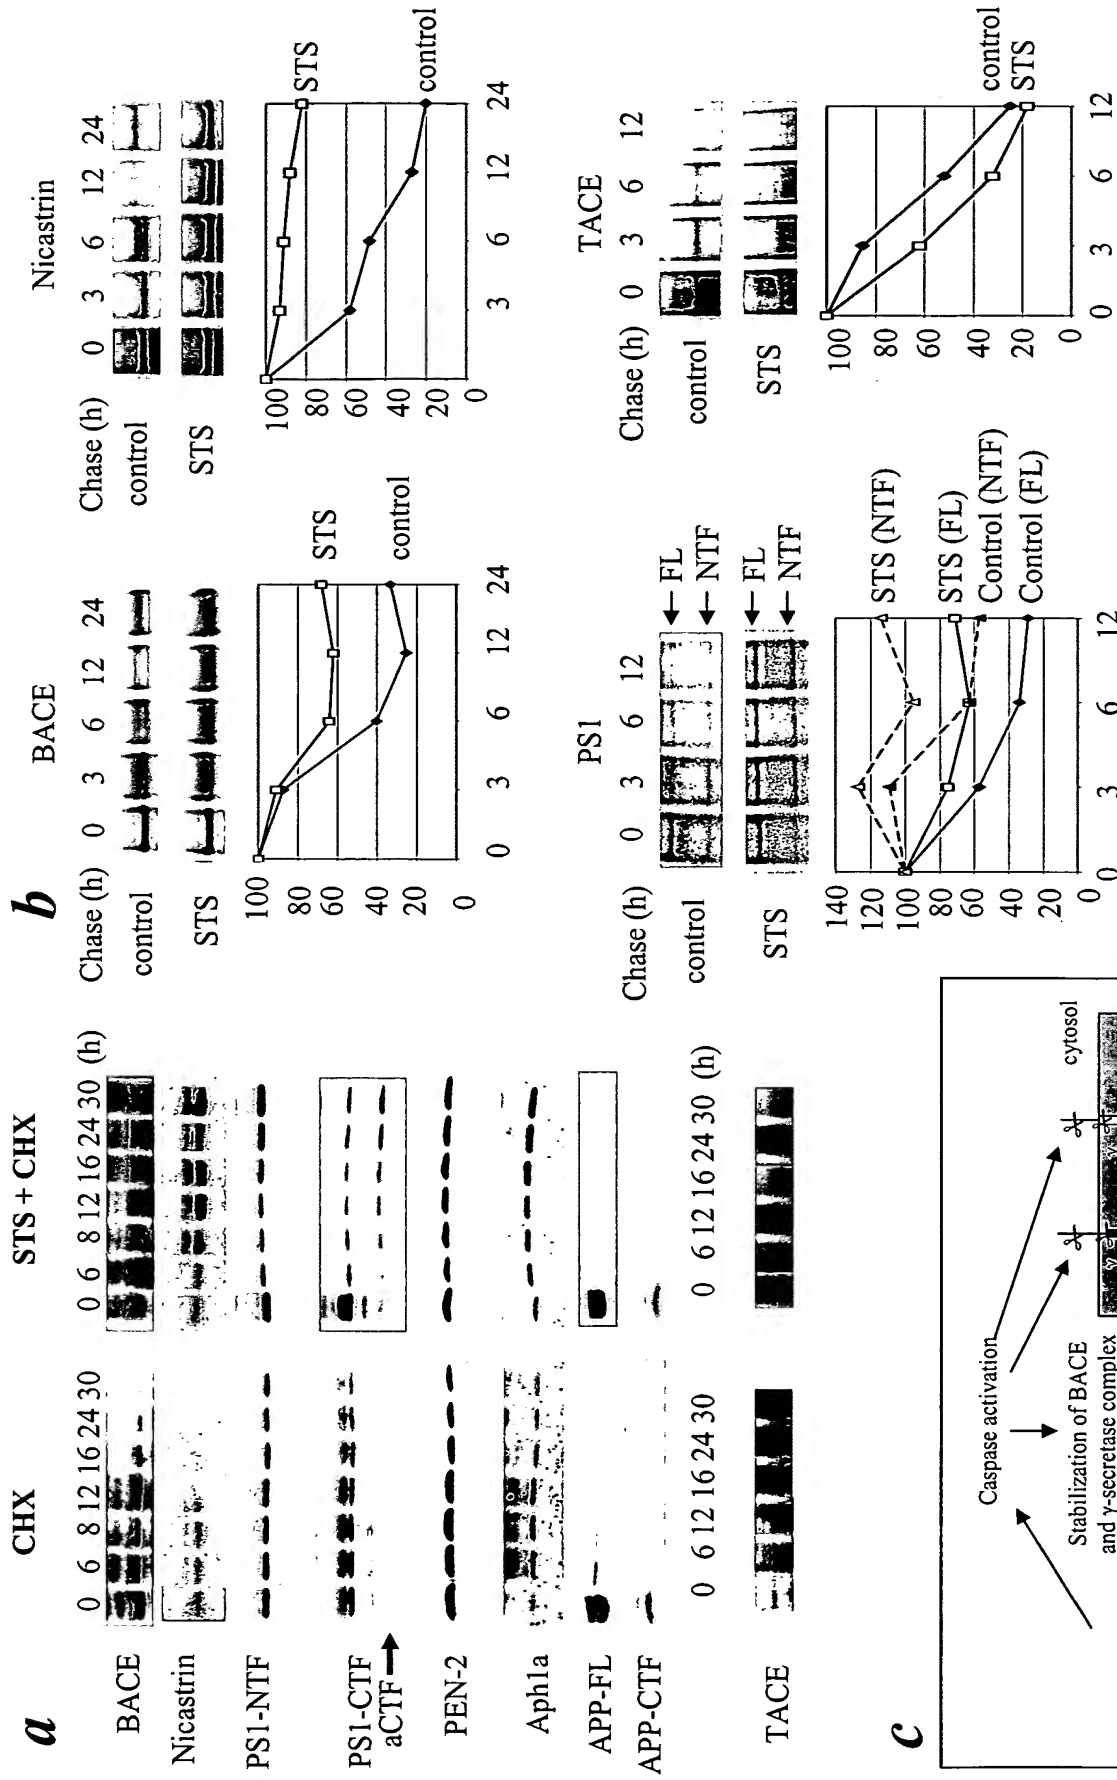 a
CHX
STS + CHX
0 6 8 12 16 24 30
0 6 8 12 16 24 30 (h)
BACE
Nicastrin
PS1-NTF
PS1-CTF
aCTF
PEN-2
Aph1a
APP-FL
APP-CTF
0 6 12 16 24 30
0 6 12 16 24 30 (h)
TACE
b
BACE
Chase (h) 0 3 6 12 24
control
STS
100
80
60
40
20
0
0 3 6 12 24
STS
control
Nicastrin
Chase (h) 0 3 6 12 24
control
STS
100
80
60
40
20
0
3 6 12 24
STS
control
PS1
Chase (h) 0 3 6 12
control
FL
NTF
STS
FL
NTF
140
120
100
80
60
40
20
0
0 3 6 12
STS (NTF)
STS (FL)
Control (NTF)
Control (FL)
TACE
Chase (h) 0 3 6 12
control
STS
100
80
60
40
20
0
0 3 6 12
control
STS
c
Caspase activation
Stabilization of BACE
and γ-secretase complex
cytosol